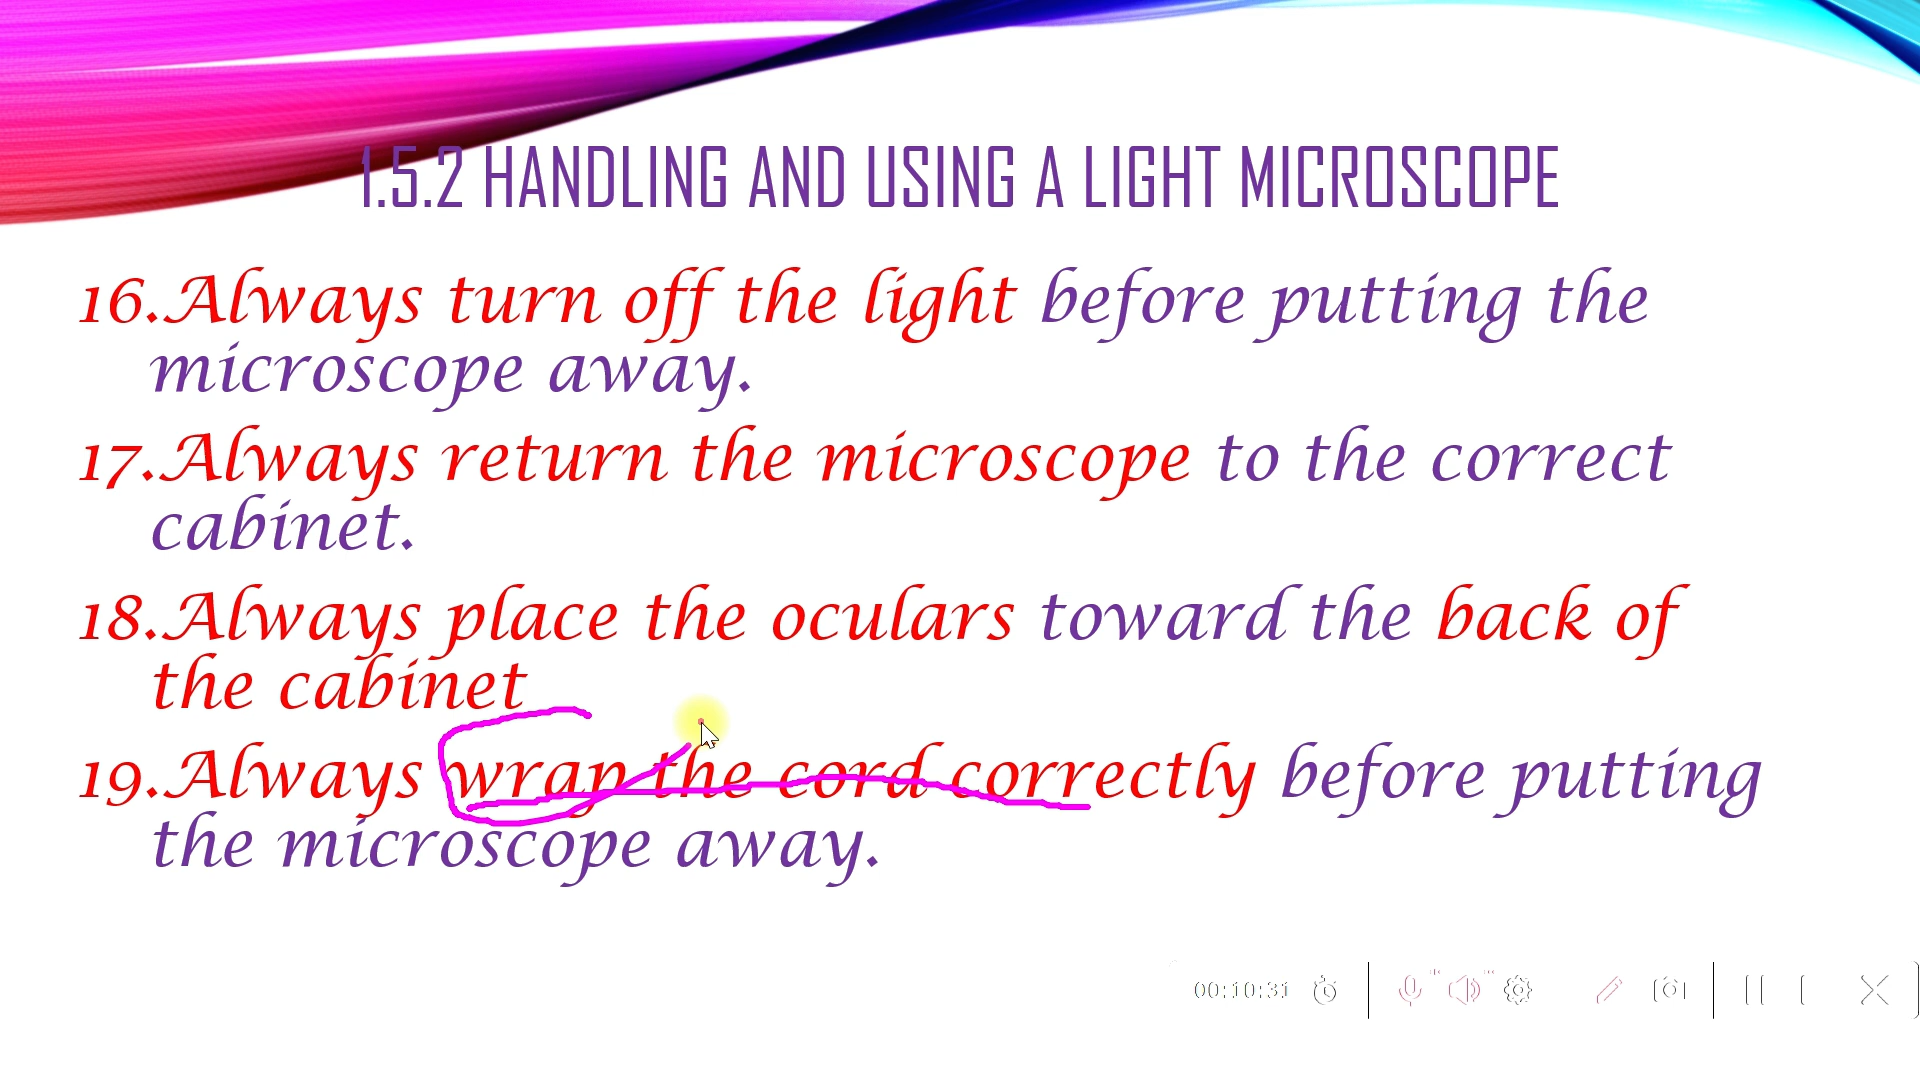 1.5.2 HANDLING AND USING A LIGHT MICROSCOPE
16.Always turn off the light before putting the
microscope away.
17.Always return the microscope to the correct
cabinet.
18.Always place the oculars toward the back of
the cabinet
19.Always wrap the cord correctly before putting
the microscope away.
00:10:31